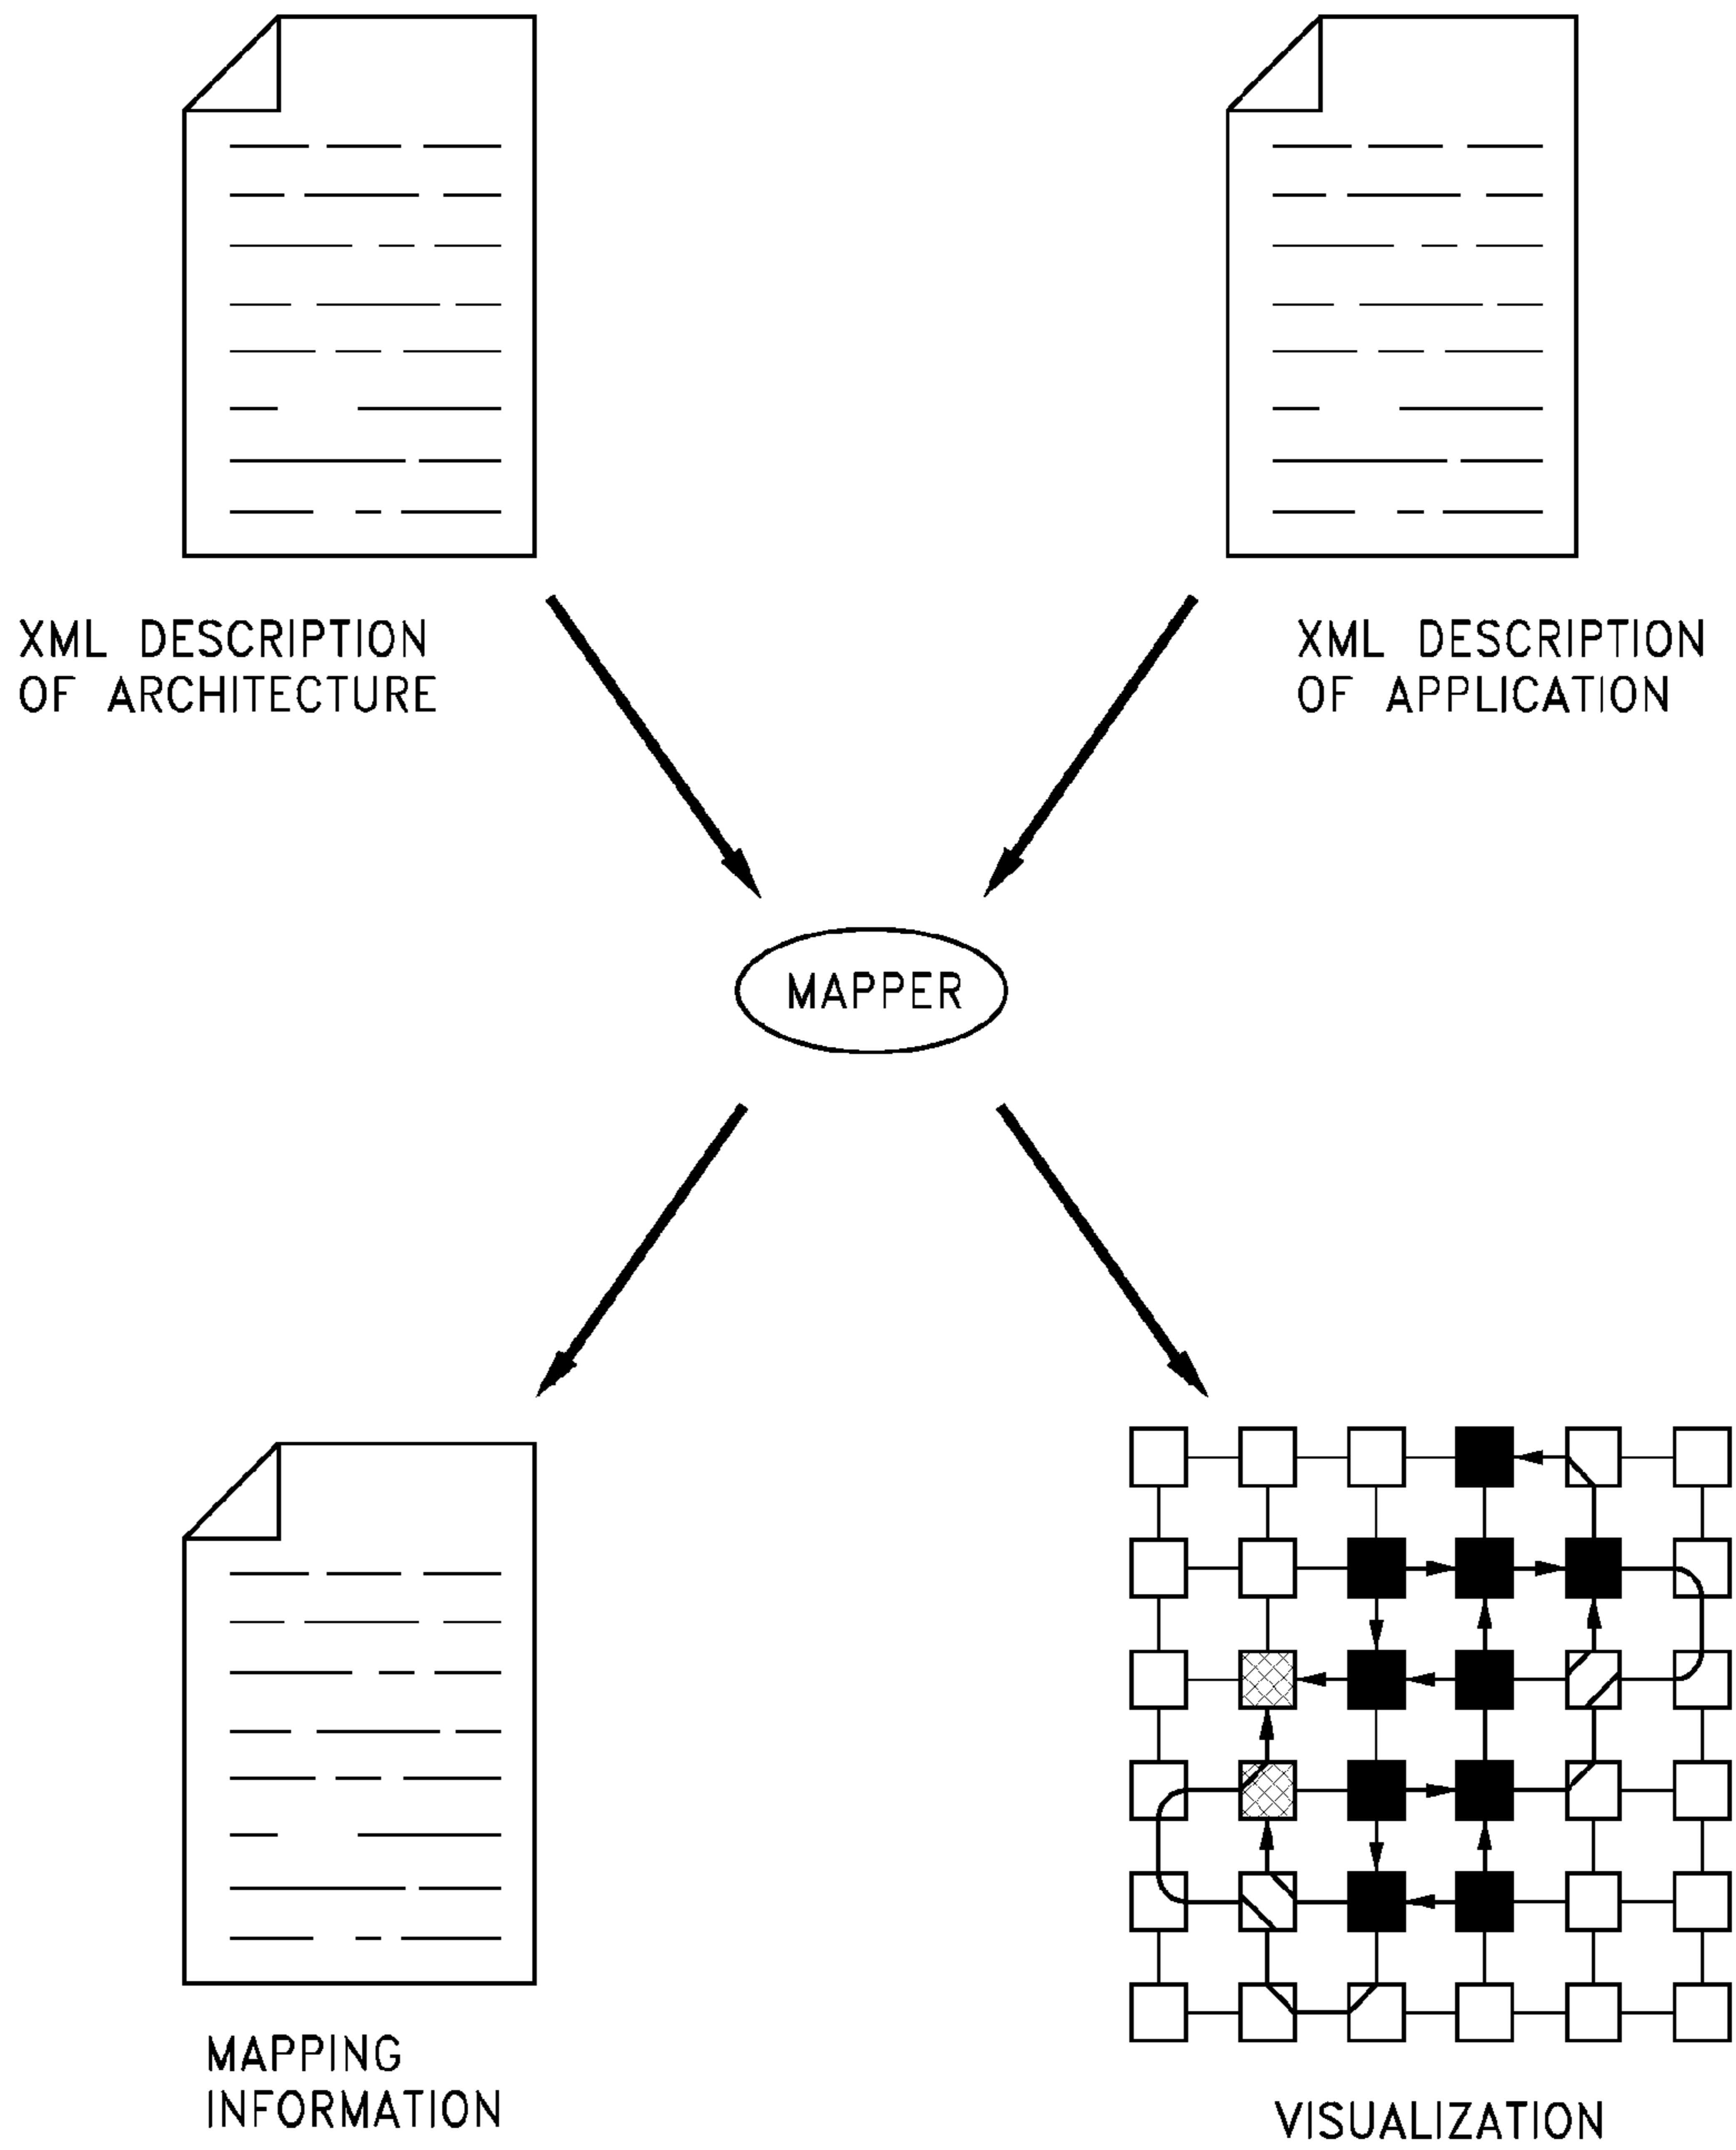 XML DESCRIPTION
OF ARCHITECTURE
XML DESCRIPTION
OF APPLICATION
MAPPER
MAPPING
INFORMATION
VISUALIZATION